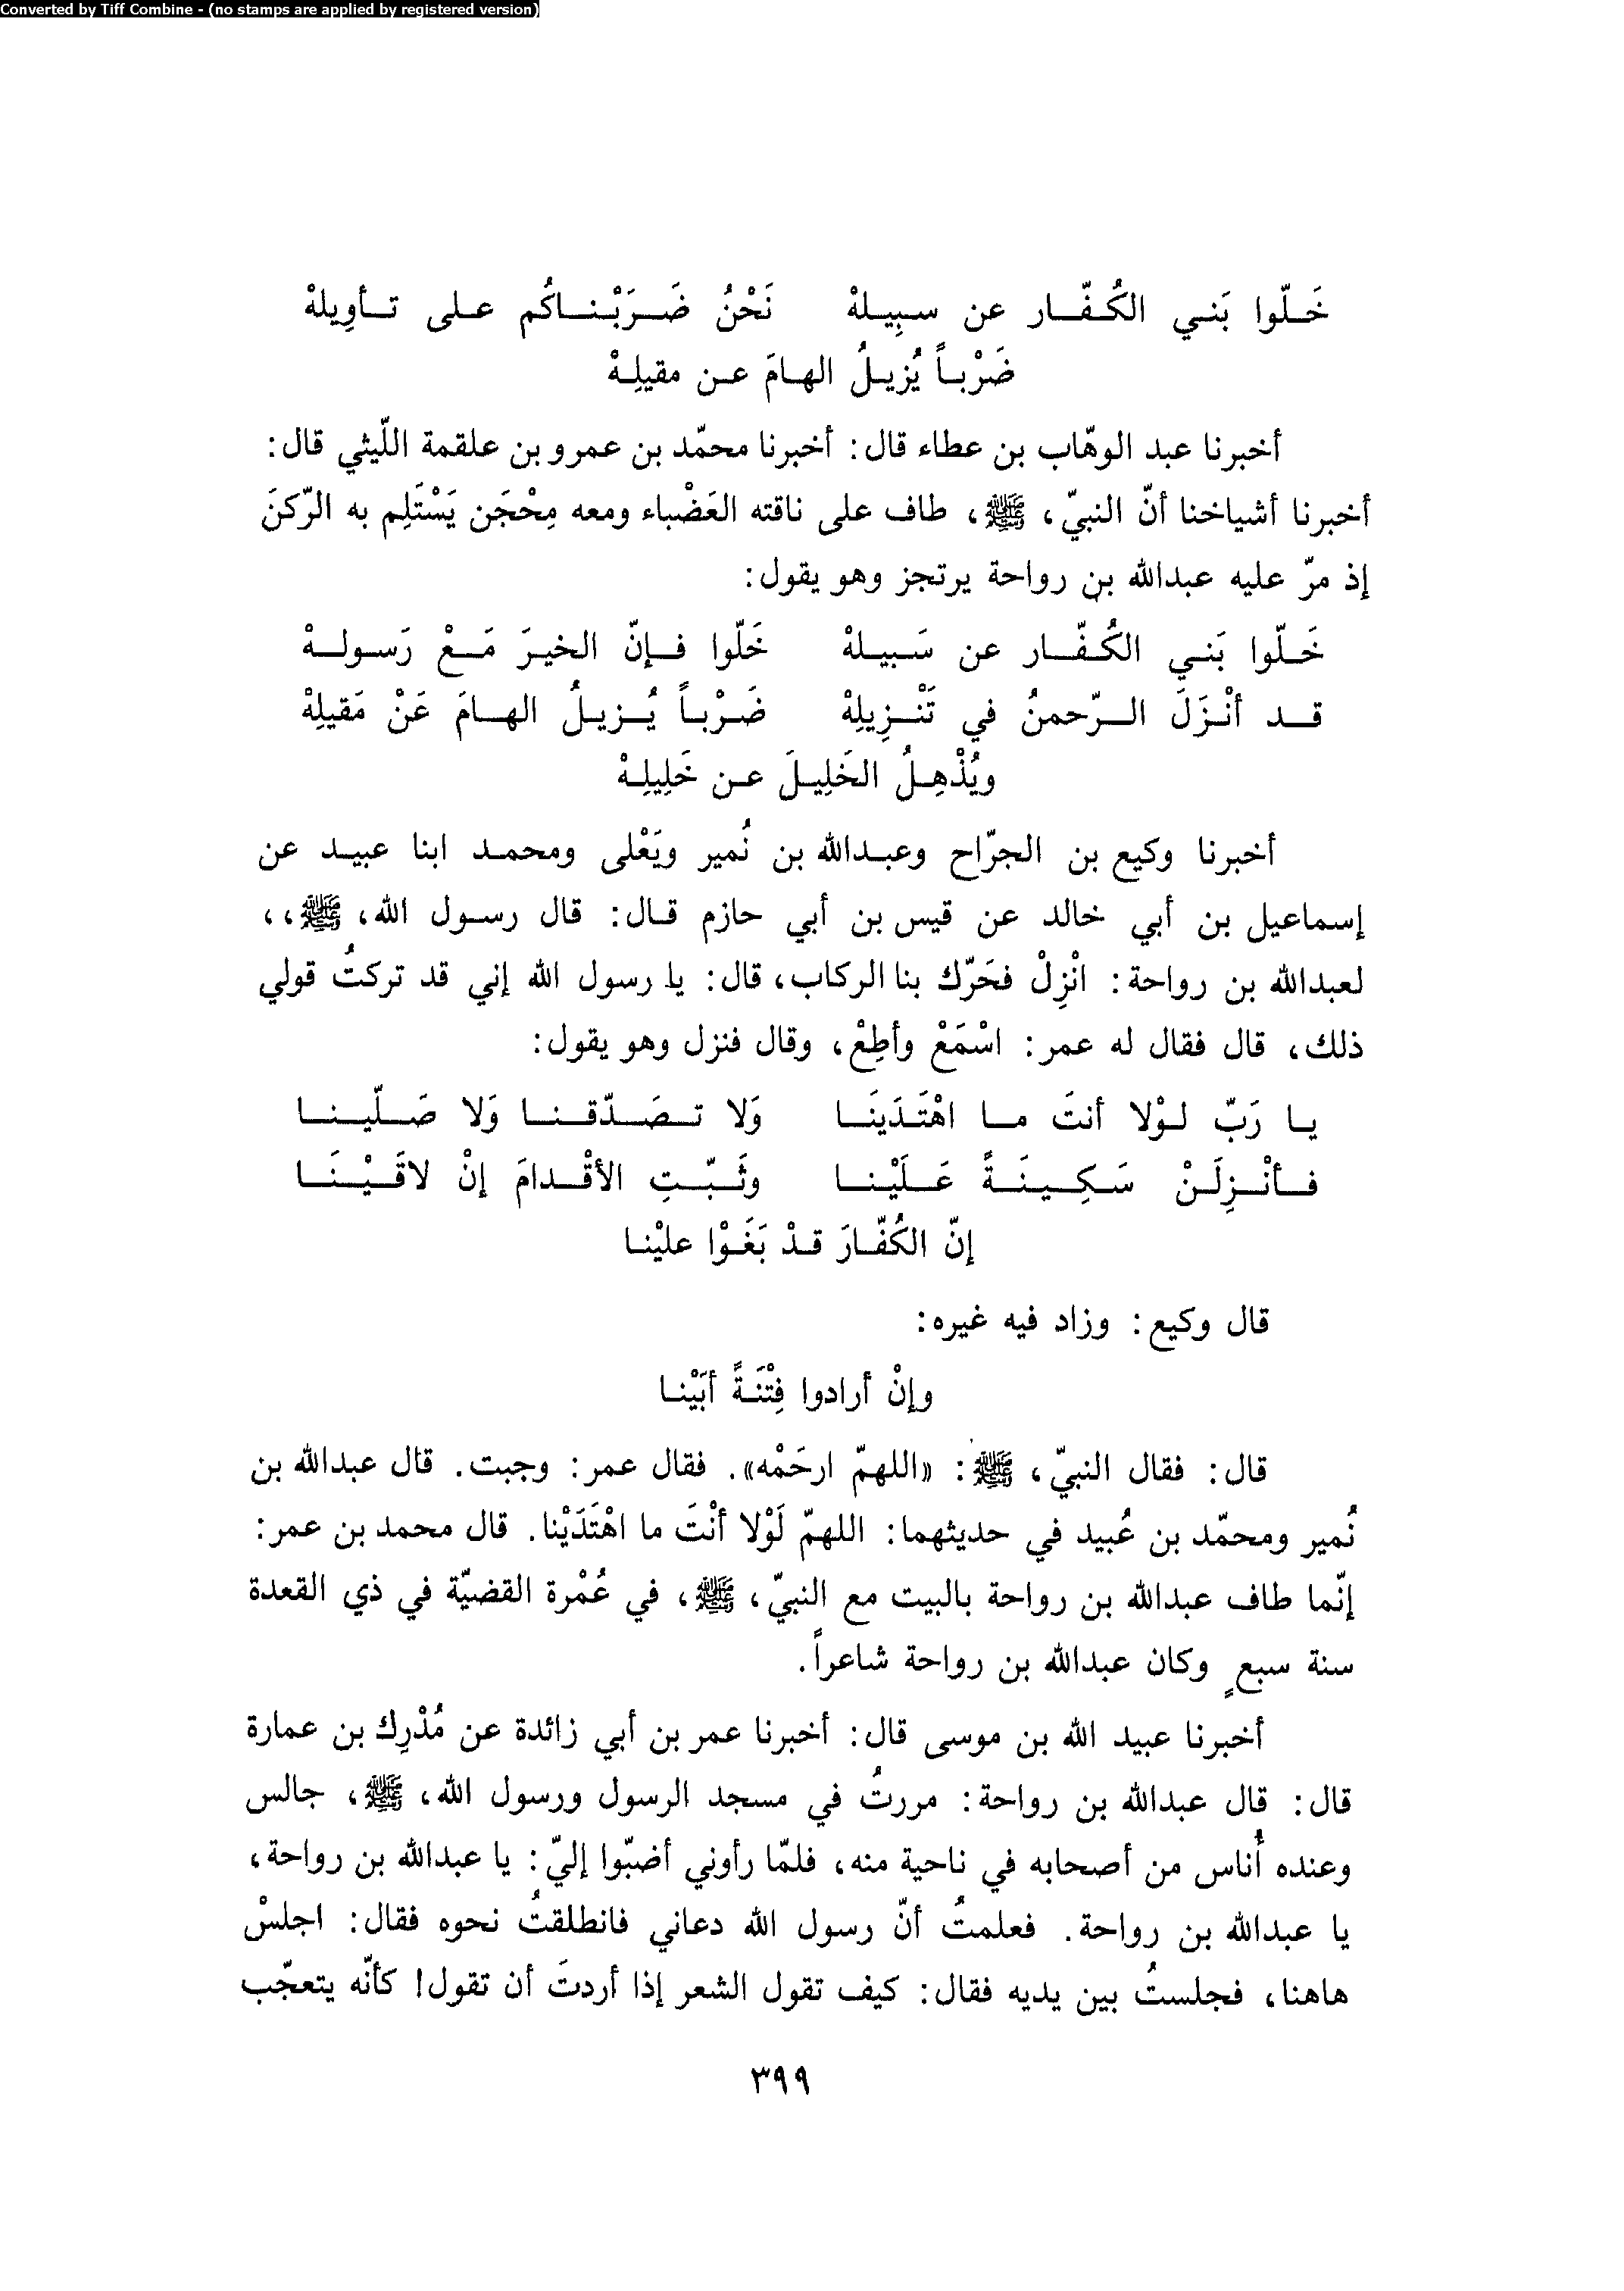 Converted by Tiff Combine - (no stamps are applied by registered version)
خَلّوا بَني الكُفّار عن سبِيلهْ نَحْنُ ضَرَبْناكُم على تأوِيلهْ
ضَرْباً يُزيلُ الهامَ عن مقيلِهْ
أخبرنا عبد الوهّاب بن عطاء قال: أخبرنا محمّد بن عمرو بن علقمة اللّيثي قال:
أخبرنا أشياخنا أنّ النبيّ، ﷺ، طاف على ناقته العَضْباء ومعه مِحْجَن يَسْتَلِم به الرّكنَ
إذ مرّ عليه عبدالله بن رواحة يرتجز وهو يقول:
خَلّوا بَني الكُفّار عن سَبيلهْ خَلّوا فإنّ الخيرَ مَعْ رَسولهْ
قد أنْزَلَ الرّحمنُ في تَنْزِيلِهْ ضَرْباً يُزيلُ الهامَ عَنْ مَقيلِهْ
ويُذْهِلُ الخَلِيلَ عن خَلِيلِهْ
أخبرنا وكيع بن الجرّاح وعبدالله بن نُمير ويَعْلى ومحمد ابنا عبيد عن
إسماعيل بن أبي خالد عن قيس بن أبي حازم قال: قال رسول الله، ﷺ،،
لعبدالله بن رواحة: انْزِلْ فحَرّك بنا الركاب، قال: يا رسول الله إني قد تركتُ قولي
ذلك، قال فقال له عمر: اسْمَعْ وأطِعْ، وقال فنزل وهو يقول:
يا رَبّ لوْلا أنتَ ما اهْتَدَينَا وَلا تصَدّقنا وَلا صَلّينا
فأنْزِلَنْ سَكِينَةً عَلَيْنا وثَبّتِ الأقْدامَ إنْ لاقَيْنَا
إنّ الكُفّارَ قدْ بَغَوْا عليْنا
قال وكيع: وزاد فيه غيره:
وإنْ أرادوا فِتْنَةً أبَيْنا
قال: فقال النبيّ، ﷺ: «اللهمّ ارحَمْه». فقال عمر: وجبت. قال عبدالله بن
نُمير ومحمّد بن عُبيد في حديثهما: اللهمّ لَوْلا أنْتَ ما اهْتَدَيْنا. قال محمد بن عمر:
إنّما طاف عبدالله بن رواحة بالبيت مع النبيّ، ﷺ، في عُمْرة القضيّة في ذي القعدة
سنة سبعٍ وكان عبدالله بن رواحة شاعراً.
أخبرنا عبيد الله بن موسى قال: أخبرنا عمر بن أبي زائدة عن مُدْرِك بن عمارة
قال: قال عبدالله بن رواحة: مررتُ في مسجد الرسول ورسول الله، ﷺ، جالس
وعنده أُناس من أصحابه في ناحية منه، فلمّا رأوني أضبّوا إليّ: يا عبدالله بن رواحة،
يا عبدالله بن رواحة. فعلمتُ أنّ رسول الله دعاني فانطلقتُ نحوه فقال: اجلسْ
هاهنا، فجلستُ بين يديه فقال: كيف تقول الشعر إذا أردتَ أن تقول! كأنّه يتعجّب
٣٩٩